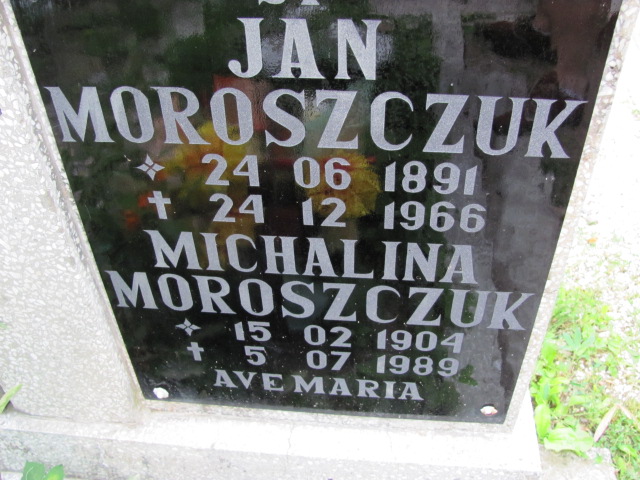 JAN
MOROSZCZUK
24 06 1891
24 12 1966
MICHALINA
MOROSZCZUK
15 02 1904
5 07 1989
AVE MARIA